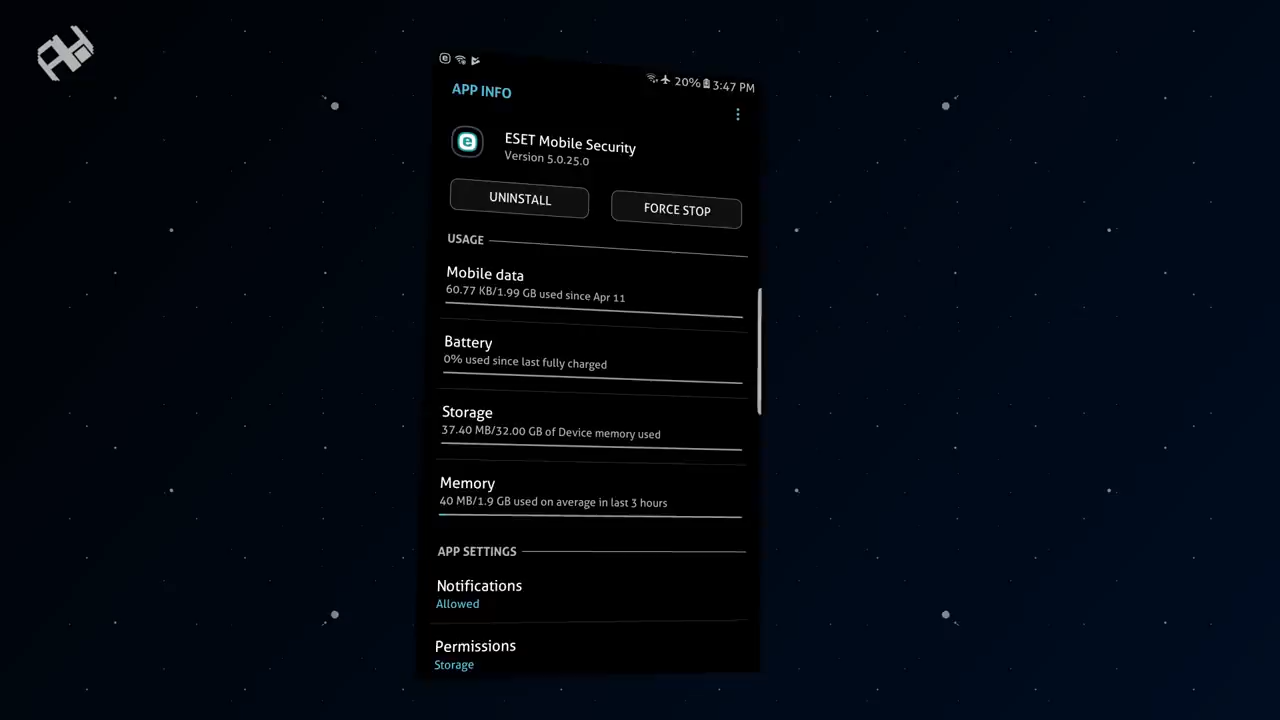 20% 3:47 PM
APP INFO
ESET Mobile Security
Version 5.0.25.0
UNINSTALL
FORCE STOP
USAGE
Mobile data
60.77 KB/1.99 GB used since Apr 11
Battery
0% used since last fully charged
Storage
37.40 MB/32.00 GB of Device memory used
Memory
40 MB/1.9 GB used on average in last 3 hours
APP SETTINGS
Notifications
Allowed
Permissions
Storage